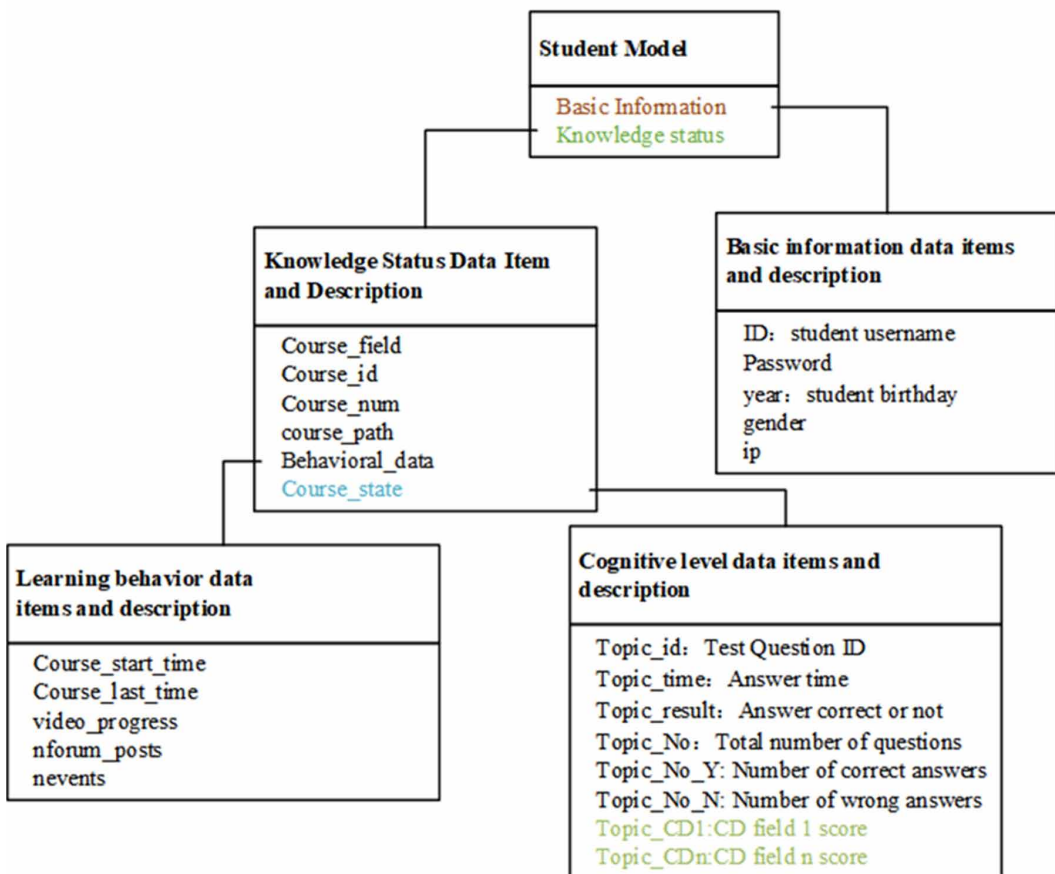 Student Model
Basic Information
Knowledge status
Knowledge Status Data Item
and Description
Course_field
Course_id
Course_num
course_path
Behavioral_data
Course_state
Basic information data items
and description
ID：student username
Password
year：student birthday
gender
ip
Learning behavior data
items and description
Course_start_time
Course_last_time
video_progress
nforum_posts
nevents
Cognitive level data items and
description
Topic_id：Test Question ID
Topic_time：Answer time
Topic_result：Answer correct or not
Topic_No：Total number of questions
Topic_No_Y: Number of correct answers
Topic_No_N: Number of wrong answers
Topic_CD1:CD field 1 score
Topic_CDn:CD field n score